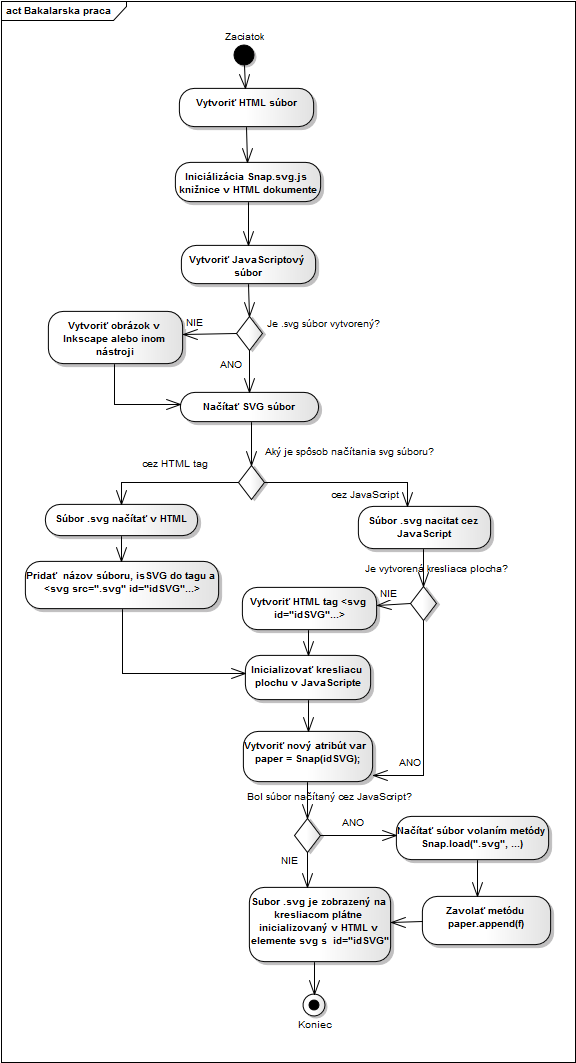 act Bakalarska praca
Zaciatok
Vytvoriť HTML súbor
Iniciálizácia Snap.svg.js
knižnice v HTML dokumente
Vytvoriť JavaScriptový
súbor
Je .svg súbor vytvorený?
NIE
Vytvoriť obrázok v
Inkscape alebo inom
nástroji
ANO
Načítať SVG súbor
Aký je spôsob načítania svg súboru?
cez HTML tag
cez JavaScript
Súbor .svg načítať v HTML
Súbor .svg nacitat cez
JavaScript
Pridať  názov súboru, isSVG do tagu a
<svg src=".svg" id="idSVG"...>
Je vytvorená kresliaca plocha?
NIE
Vytvoriť HTML tag <svg
id="idSVG"...>
Inicializovať kresliacu
plochu v JavaScripte
Vytvoriť nový atribút var
paper = Snap(idSVG);
ANO
Bol súbor načítaný cez JavaScript?
ANO
Načítať súbor volaním metódy
Snap.load(".svg", ...)
NIE
Subor .svg je zobrazený na
kresliacom plátne
inicializovaný v HTML v
elemente svg s  id="idSVG"
Zavolať metódu
paper.append(f)
Koniec